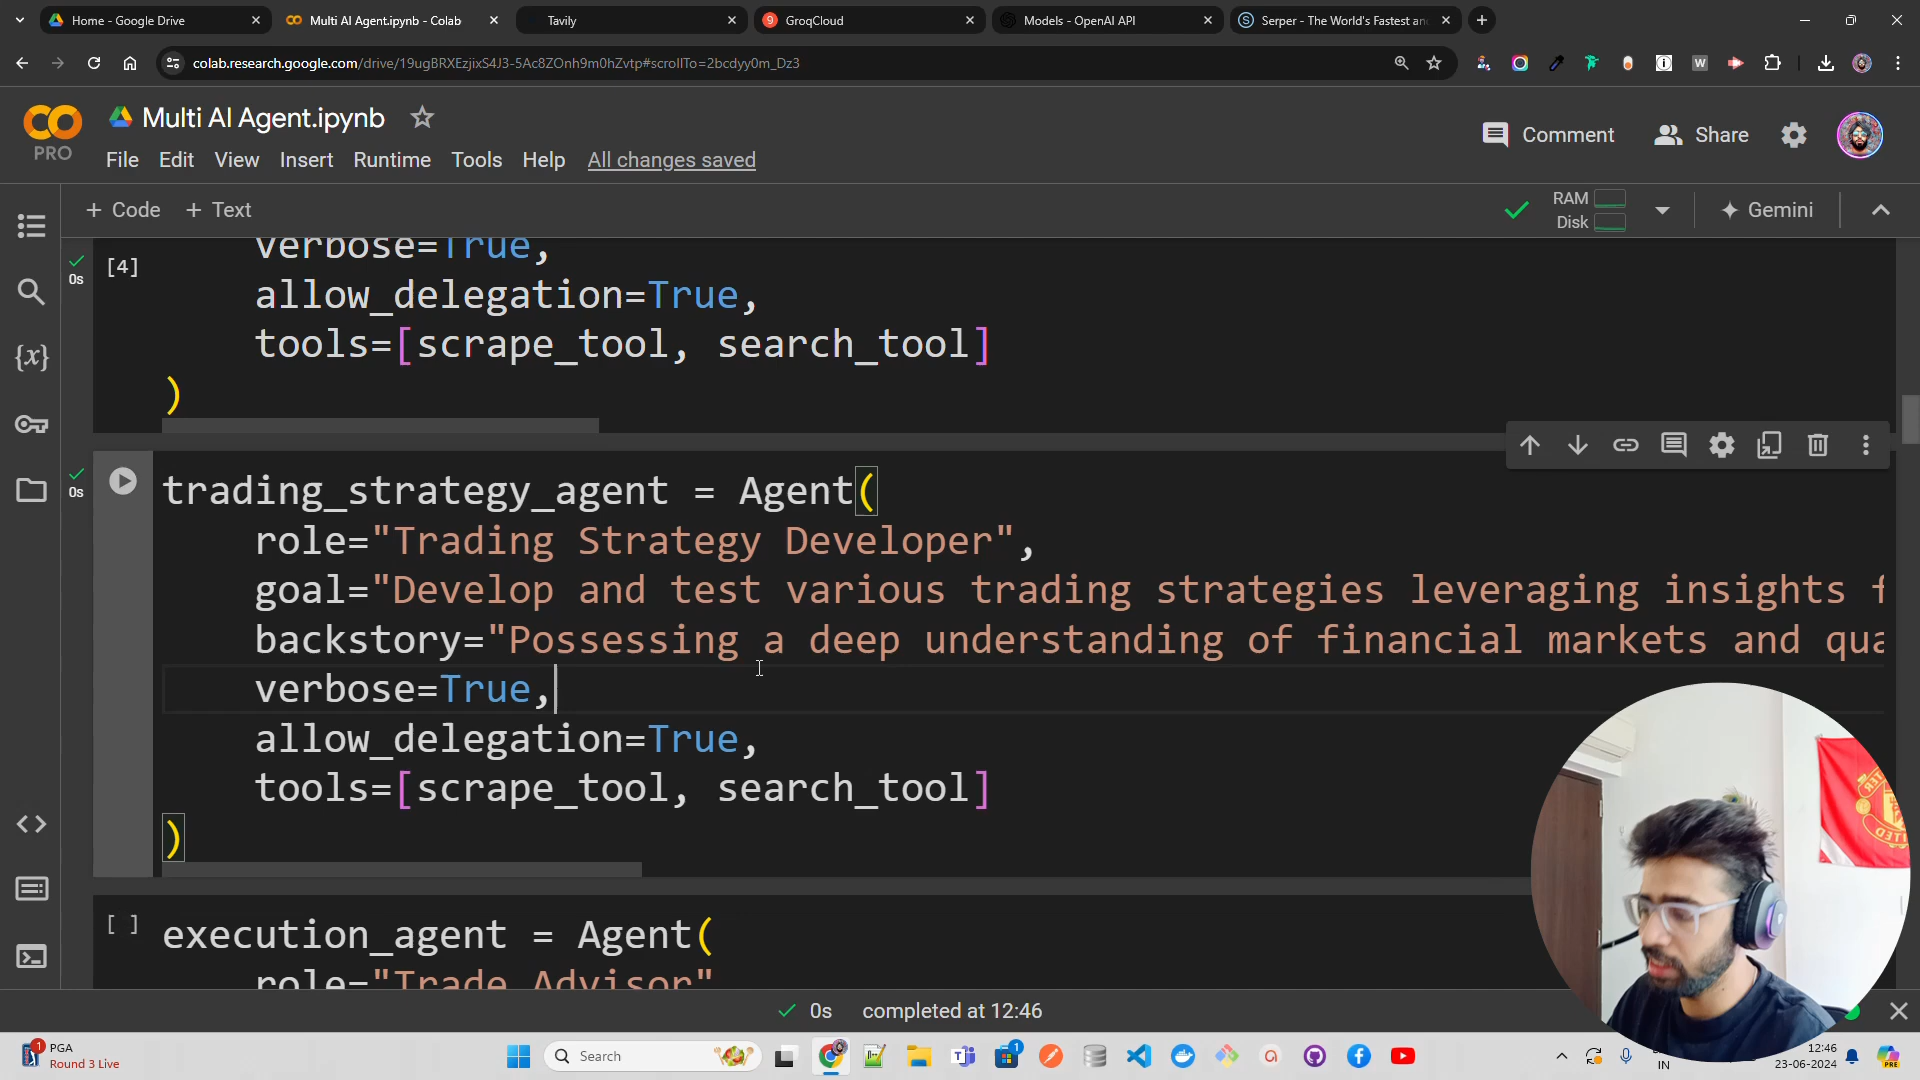 Home - Google Drive
Multi AI Agent.ipynb - Colab
Tavily
GroqCloud
Models - OpenAI API
Serper - The World's Fastest an
colab.research.google.com/drive/19ugBRXEzjixS4J3-5Ac8ZOnh9m0hZvtp#scrollTo=2bcdyy0m_Dz3
PRO
Multi AI Agent.ipynb
File Edit View Insert Runtime Tools Help All changes saved
Comment
Share
+ Code + Text
RAM
Disk
Gemini
0s
[4]
verbose=True,
allow_delegation=True,
tools=[scrape_tool, search_tool]
)
0s
trading_strategy_agent = Agent(
role="Trading Strategy Developer",
goal="Develop and test various trading strategies leveraging insights f
backstory="Possessing a deep understanding of financial markets and qua
verbose=True,
allow_delegation=True,
tools=[scrape_tool, search_tool]
)
[ ]
execution_agent = Agent(
role="Trade Advisor"
0s completed at 12:46
PGA
Round 3 Live
Search
IN
12:46
23-06-2024